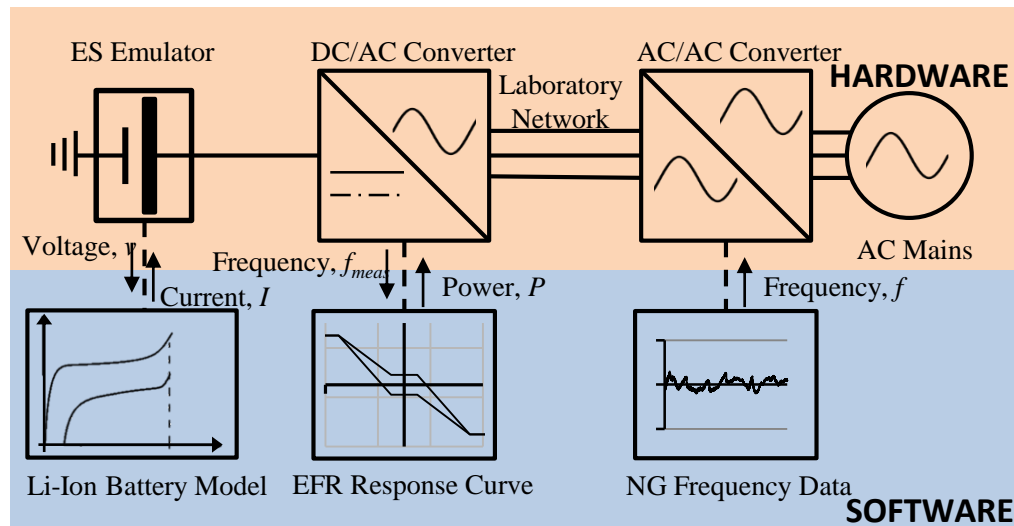 ES Emulator
DC/AC Converter
AC/AC Converter
HARDWARE
Laboratory
Network
AC Mains
Voltage, v
Current, I
Frequency, fmeas
Power, P
Frequency, f
Li-Ion Battery Model
EFR Response Curve
NG Frequency Data
SOFTWARE